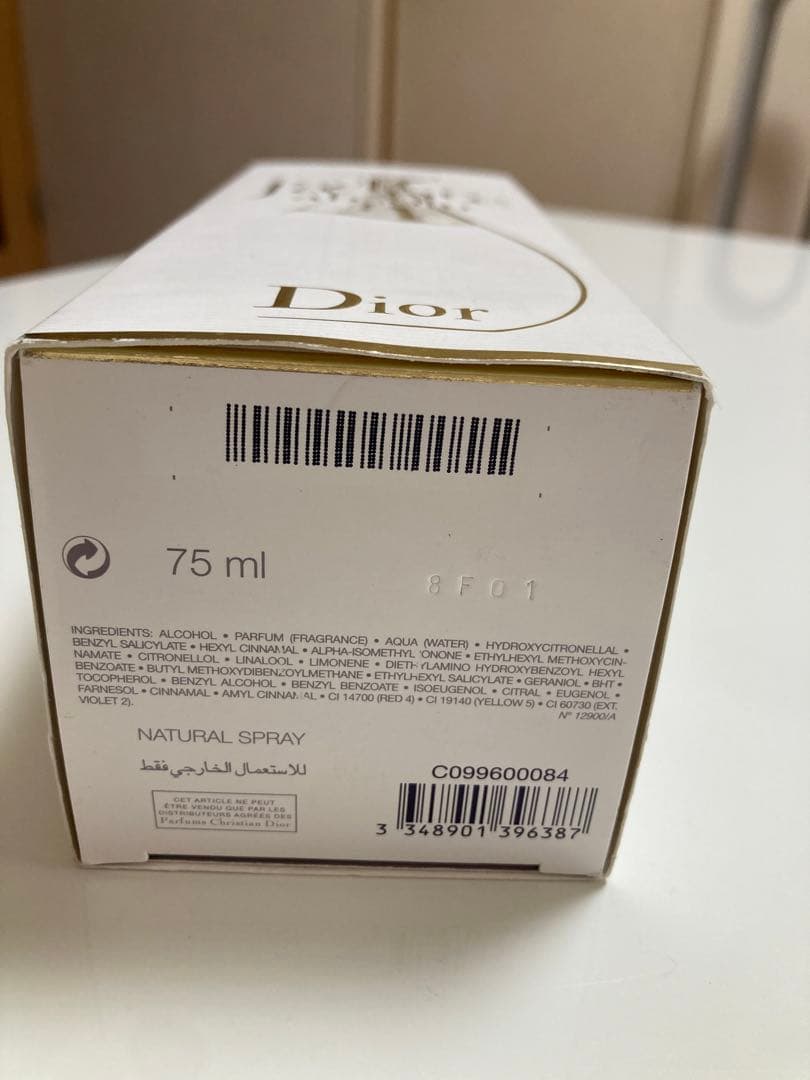 Dior
75 ml
8F01
INGREDIENTS: ALCOHOL • PARFUM (FRAGRANCE) • AQUA (WATER) • HYDROXYCITRONELLAL •
BENZYL SALICYLATE • HEXYL CINNAMAL • ALPHA-ISOMETHYL IONONE • ETHYLHEXYL METHOXYCIN-
NAMATE • CITRONELLOL • LINALOOL • LIMONENE • DIETHYLAMINO HYDROXYBENZOYL HEXYL
BENZOATE • BUTYL METHOXYDIBENZOYLMETHANE • ETHYLHEXYL SALICYLATE • GERANIOL • BHT •
TOCOPHEROL • BENZYL ALCOHOL • BENZYL BENZOATE • ISOEUGENOL • CITRAL • EUGENOL •
FARNESOL • CINNAMAL • AMYL CINNAMAL • CI 14700 (RED 4) • CI 19140 (YELLOW 5) • CI 60730 (EXT.
VIOLET 2).
N° 12900/A
NATURAL SPRAY
للاستعمال الخارجي فقط
CET ARTICLE NE PEUT
ÊTRE VENDU QUE PAR LES
DISTRIBUTEURS AGRÉÉS DES
Parfums Christian Dior
C099600084
3 348901 396387